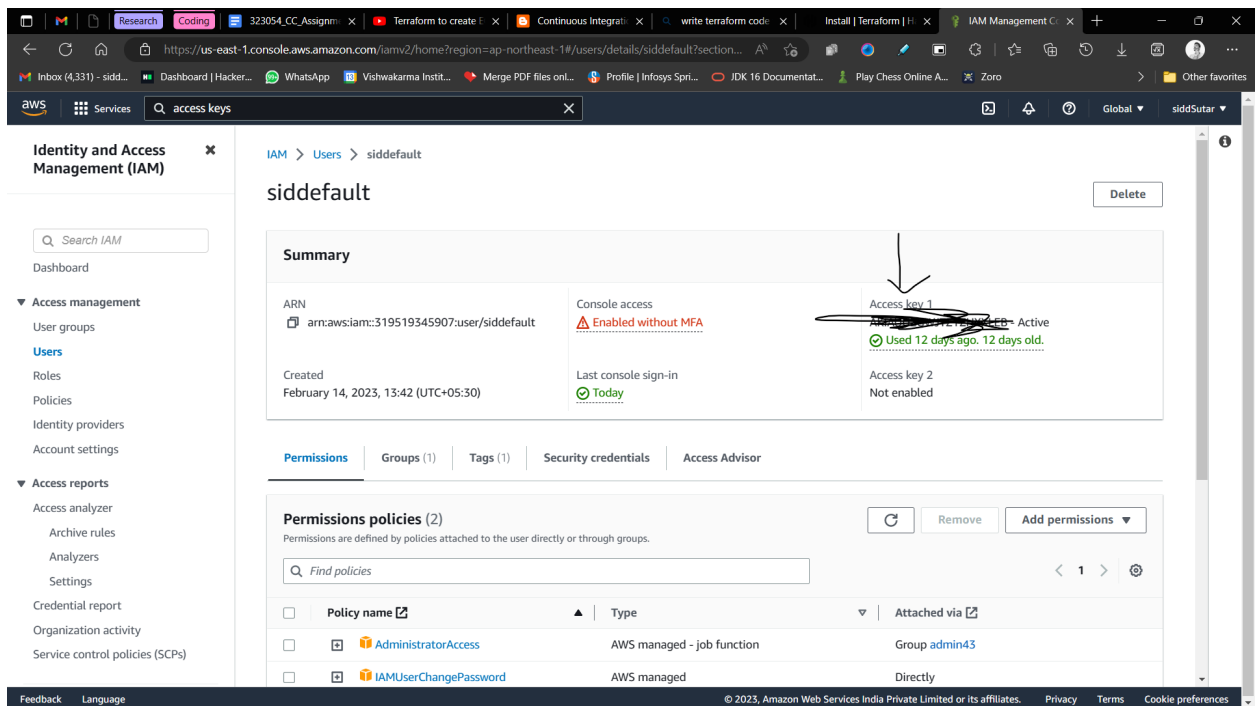 Research
Coding
323054_CC_Assignm
Terraform to create E
Continuous Integratio
write terraform code
Install | Terraform | Ha
IAM Management Co
https://us-east-1.console.aws.amazon.com/iamv2/home?region=ap-northeast-1#/users/details/siddefault?section...
Inbox (4,331) - sidd...
Dashboard | Hacker...
WhatsApp
Vishwakarma Instit...
Merge PDF files onl...
Profile | Infosys Spri...
JDK 16 Documentat...
Play Chess Online A...
Zoro
Other favorites
aws
Services
access keys
Global
siddSutar
Identity and Access
Management (IAM)
Search IAM
Dashboard
Access management
User groups
Users
Roles
Policies
Identity providers
Account settings
Access reports
Access analyzer
Archive rules
Analyzers
Settings
Credential report
Organization activity
Service control policies (SCPs)
IAM > Users > siddefault
siddefault
Delete
Summary
ARN
arn:aws:iam::319519345907:user/siddefault
Console access
Enabled without MFA
Access key 1
- Active
Used 12 days ago. 12 days old.
Created
February 14, 2023, 13:42 (UTC+05:30)
Last console sign-in
Today
Access key 2
Not enabled
Permissions
Groups (1)
Tags (1)
Security credentials
Access Advisor
Permissions policies (2)
Permissions are defined by policies attached to the user directly or through groups.
Remove
Add permissions
Find policies
1
Policy name
Type
Attached via
AdministratorAccess
AWS managed - job function
Group admin43
IAMUserChangePassword
AWS managed
Directly
Feedback
Language
© 2023, Amazon Web Services India Private Limited or its affiliates.
Privacy
Terms
Cookie preferences